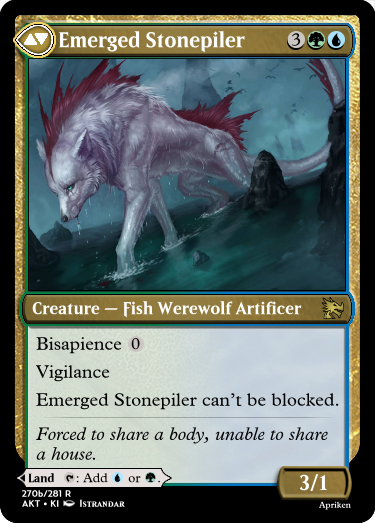 Emerged Stonepiler 3
Creature — Fish Werewolf Artificer
Bisapience 0
Vigilance
Emerged Stonepiler can't be blocked.
Forced to share a body, unable to share
a house.
Land : Add or .
3/1
270b/281 R
AKT • KI Istrandar
Apriken